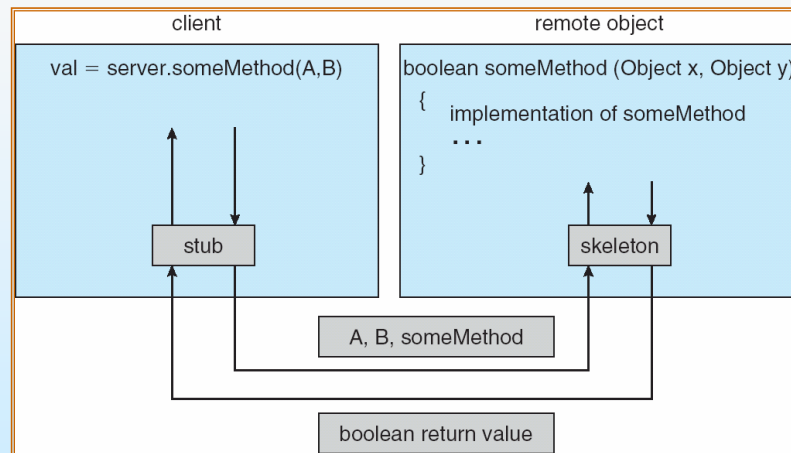 client
remote object
val = server.someMethod(A,B)
boolean someMethod (Object x, Object y)
{
implementation of someMethod
...
}
stub
skeleton
A, B, someMethod
boolean return value